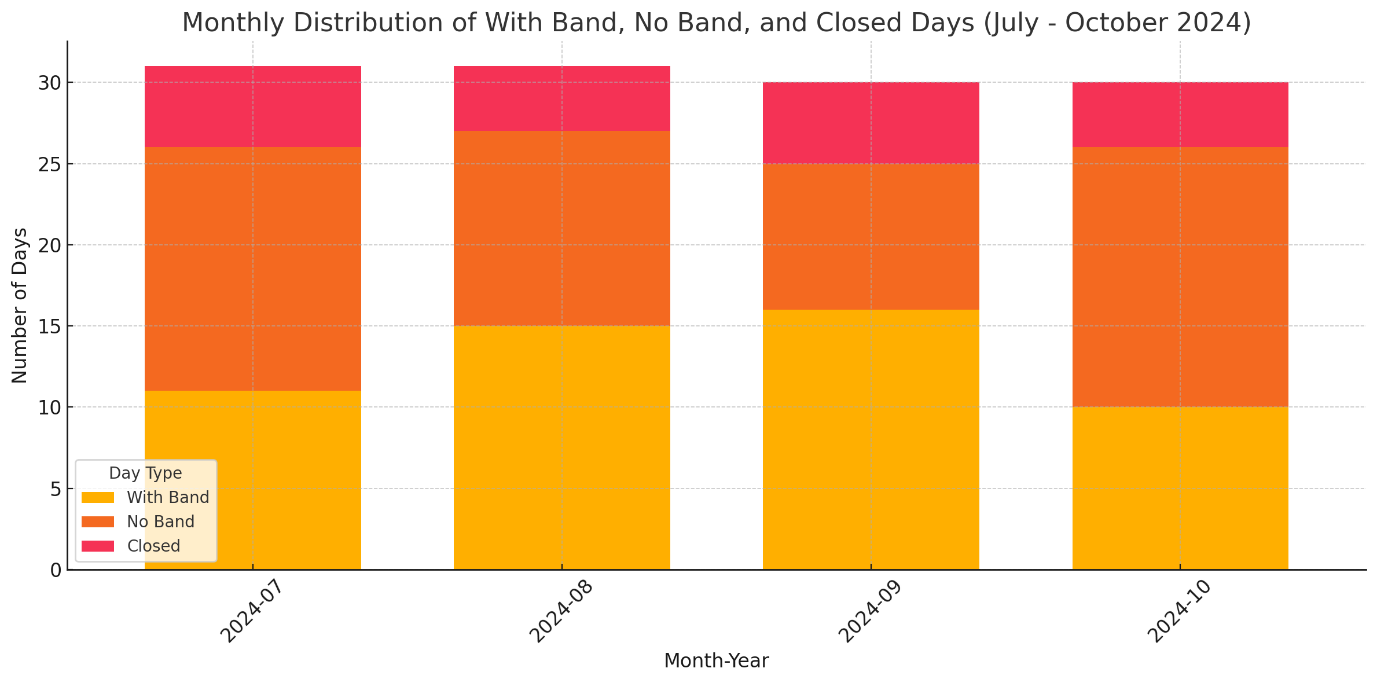 Monthly Distribution of With Band, No Band, and Closed Days (July - October 2024)
Number of Days
30
25
20
15
10
5
0
Day Type
With Band
No Band
Closed
2024-07
2024-08
2024-09
2024-10
Month-Year